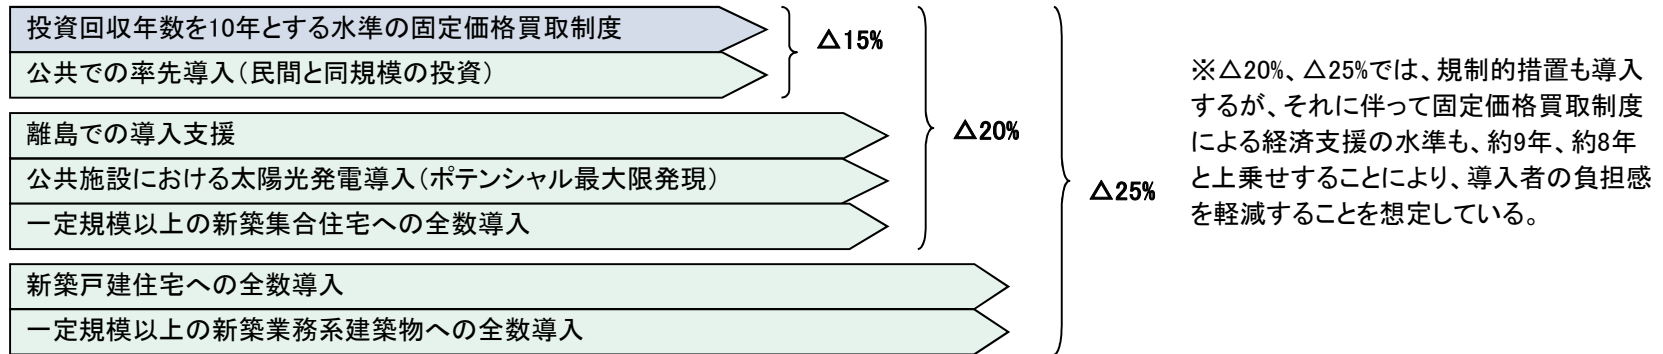 投資回収年数を10年とする水準の固定価格買取制度
公共での率先導入（民間と同規模の投資）
△15%
離島での導入支援
公共施設における太陽光発電導入（ポテンシャル最大限発現）
一定規模以上の新築集合住宅への全数導入
△20%
新築戸建住宅への全数導入
一定規模以上の新築業務系建築物への全数導入
△25%
※△20%、△25%では、規制的措置も導入
するが、それに伴って固定価格買取制度
による経済支援の水準も、約9年、約8年
と上乗せすることにより、導入者の負担感
を軽減することを想定している。